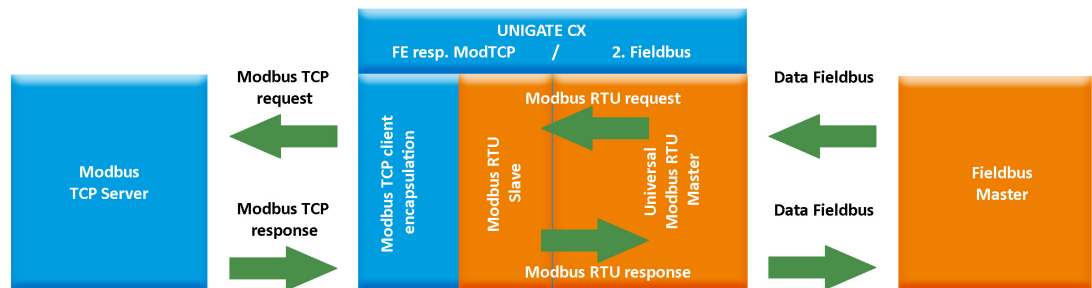 UNIGATE CX
FE resp. ModTCP / 2. Fieldbus
Modbus TCP
request
Modbus RTU request
Data Fieldbus
Modbus
TCP Server
Modbus TCP client
encapsulation
Modbus RTU
Slave
Universal
Modbus RTU
Master
Fieldbus
Master
Modbus TCP
response
Modbus RTU response
Data Fieldbus